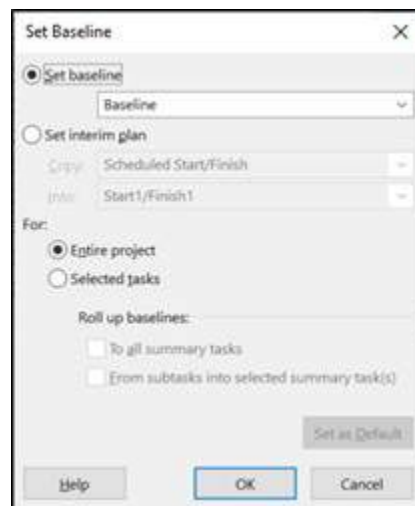 Set Baseline
Set baseline
Baseline
Set interim plan
Copy: Scheduled Start/Finish
Into: Start1/Finish1
For:
Entire project
Selected tasks
Roll up baselines:
To all summary tasks
From subtasks into selected summary task(s)
Set as Default
Help OK Cancel